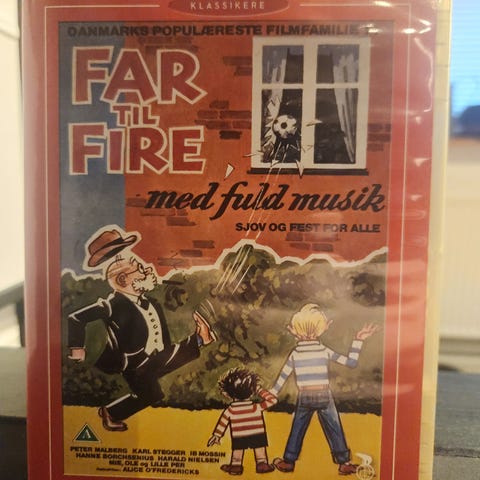 KLASSIKERE
DANMARKS POPULÆRESTE FILMFAMILIE
FAR
TIL
FIRE
med fuld musik
SJOV OG FEST FOR ALLE
A
PETER MALBERG KARL STEGGER IB MOSSIN
HANNE BORCHSENIUS HARALD NIELSEN
MIE, OLE og LILLE PER
ALICE O'FREDERICKS